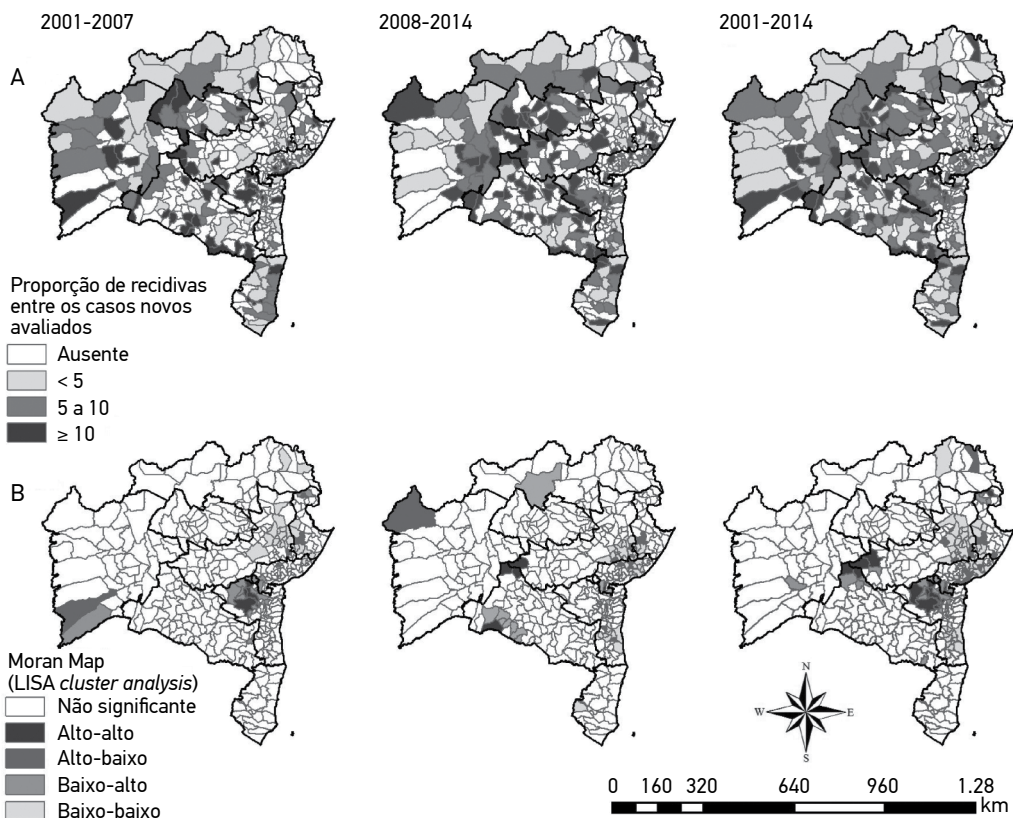 2001-2007
2008-2014
2001-2014
A
Proporção de recidivas
entre os casos novos
avaliados
Ausente
< 5
5 a 10
≥ 10
B
Moran Map
(LISA cluster analysis)
Não significante
Alto-alto
Alto-baixo
Baixo-alto
Baixo-baixo
N
W
E
S
0 160 320 640 960 1.28
km